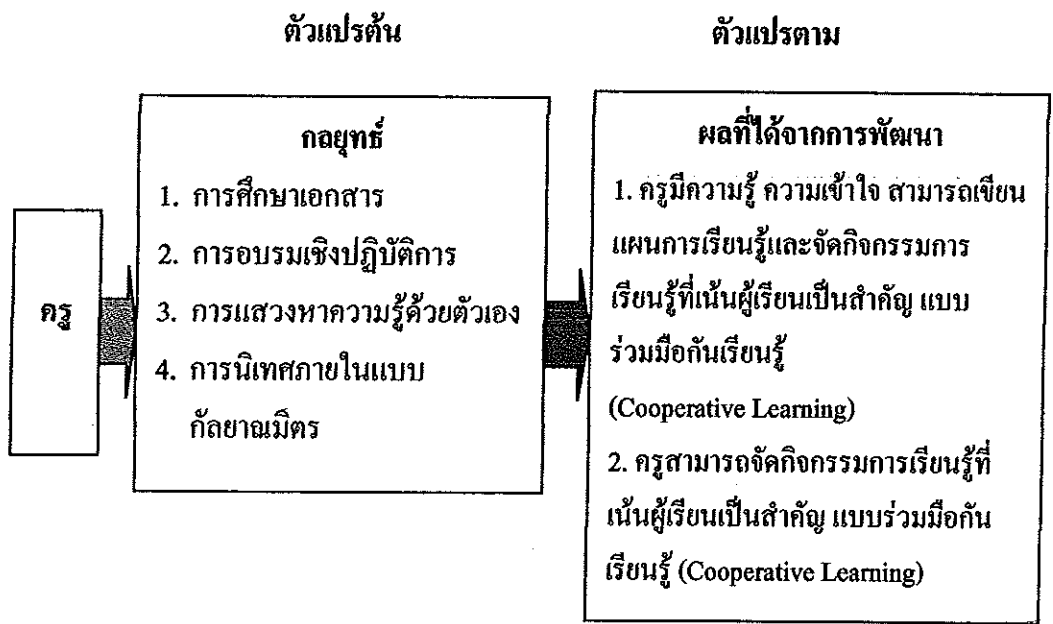 ตัวแปรต้น
ตัวแปรตาม
ครู
กลยุทธ์
1. การศึกษาเอกสาร
2. การอบรมเชิงปฏิบัติการ
3. การแสวงหาความรู้ด้วยตัวเอง
4. การนิเทศภายในแบบ
กัลยาณมิตร
ผลที่ได้จากการพัฒนา
1. ครูมีความรู้ ความเข้าใจ สามารถเขียน
แผนการเรียนรู้และจัดกิจกรรมการ
เรียนรู้ที่เน้นผู้เรียนเป็นสำคัญ แบบ
ร่วมมือกันเรียนรู้
(Cooperative Learning)
2. ครูสามารถจัดกิจกรรมการเรียนรู้ที่
เน้นผู้เรียนเป็นสำคัญ แบบร่วมมือกัน
เรียนรู้ (Cooperative Learning)